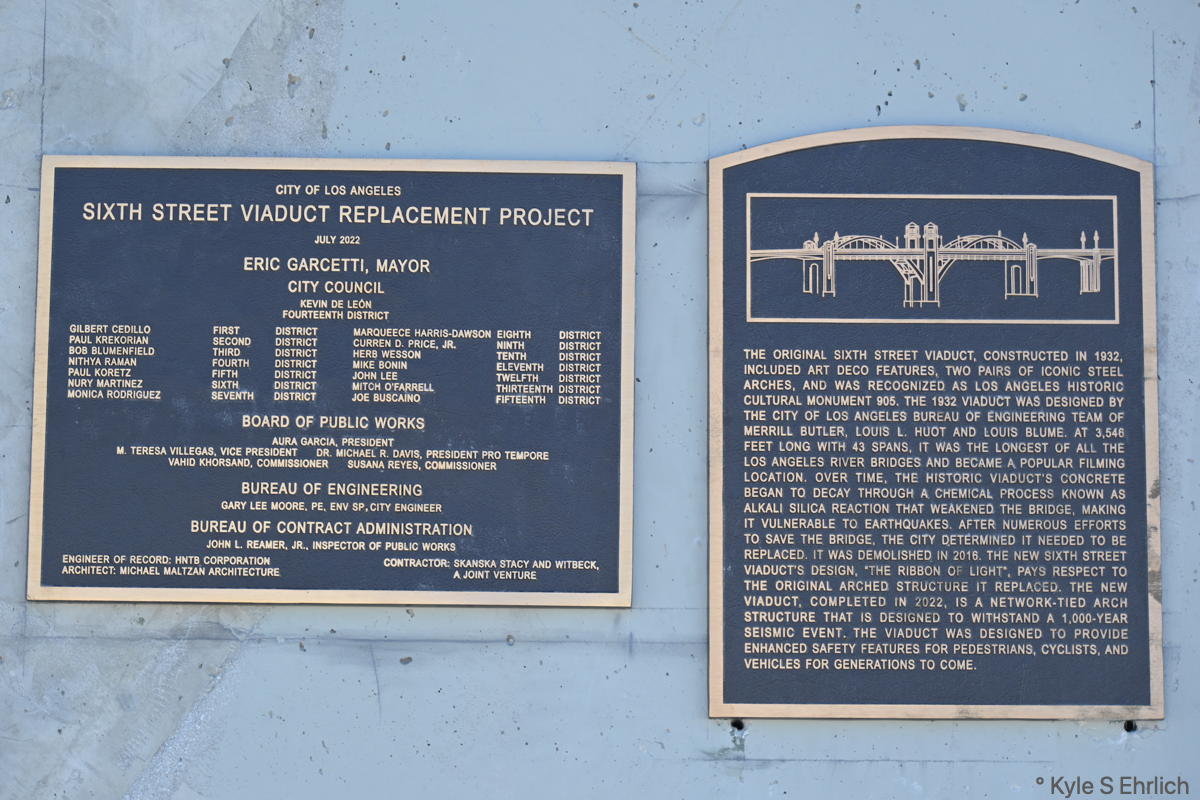 CITY OF LOS ANGELES
SIXTH STREET VIADUCT REPLACEMENT PROJECT
JULY 2022
ERIC GARCETTI, MAYOR
CITY COUNCIL
KEVIN DE LEÓN
FOURTEENTH DISTRICT
GILBERT CEDILLO FIRST DISTRICT MARQUEECE HARRIS-DAWSON EIGHTH DISTRICT
PAUL KREKORIAN SECOND DISTRICT CURREN D. PRICE, JR. NINTH DISTRICT
BOB BLUMENFIELD THIRD DISTRICT HERB WESSON TENTH DISTRICT
NITHYA RAMAN FOURTH DISTRICT MIKE BONIN ELEVENTH DISTRICT
PAUL KORETZ FIFTH DISTRICT JOHN LEE TWELFTH DISTRICT
NURY MARTINEZ SIXTH DISTRICT MITCH O'FARRELL THIRTEENTH DISTRICT
MONICA RODRIGUEZ SEVENTH DISTRICT JOE BUSCAINO FIFTEENTH DISTRICT
BOARD OF PUBLIC WORKS
AURA GARCIA, PRESIDENT
M. TERESA VILLEGAS, VICE PRESIDENT DR. MICHAEL R. DAVIS, PRESIDENT PRO TEMPORE
VAHID KHORSAND, COMMISSIONER SUSANA REYES, COMMISSIONER
BUREAU OF ENGINEERING
GARY LEE MOORE, PE, ENV SP, CITY ENGINEER
BUREAU OF CONTRACT ADMINISTRATION
JOHN L. REAMER, JR., INSPECTOR OF PUBLIC WORKS
ENGINEER OF RECORD: HNTB CORPORATION
ARCHITECT: MICHAEL MALTZAN ARCHITECTURE
CONTRACTOR: SKANSKA STACY AND WITBECK,
A JOINT VENTURE
THE ORIGINAL SIXTH STREET VIADUCT, CONSTRUCTED IN 1932,
INCLUDED ART DECO FEATURES, TWO PAIRS OF ICONIC STEEL
ARCHES, AND WAS RECOGNIZED AS LOS ANGELES HISTORIC
CULTURAL MONUMENT 905. THE 1932 VIADUCT WAS DESIGNED BY
THE CITY OF LOS ANGELES BUREAU OF ENGINEERING TEAM OF
MERRILL BUTLER, LOUIS L. HUOT AND LOUIS BLUME. AT 3,546
FEET LONG WITH 43 SPANS, IT WAS THE LONGEST OF ALL THE
LOS ANGELES RIVER BRIDGES AND BECAME A POPULAR FILMING
LOCATION. OVER TIME, THE HISTORIC VIADUCT'S CONCRETE
BEGAN TO DECAY THROUGH A CHEMICAL PROCESS KNOWN AS
ALKALI SILICA REACTION THAT WEAKENED THE BRIDGE, MAKING
IT VULNERABLE TO EARTHQUAKES. AFTER NUMEROUS EFFORTS
TO SAVE THE BRIDGE, THE CITY DETERMINED IT NEEDED TO BE
REPLACED. IT WAS DEMOLISHED IN 2016. THE NEW SIXTH STREET
VIADUCT'S DESIGN, "THE RIBBON OF LIGHT", PAYS RESPECT TO
THE ORIGINAL ARCHED STRUCTURE IT REPLACED. THE NEW
VIADUCT, COMPLETED IN 2022, IS A NETWORK-TIED ARCH
STRUCTURE THAT IS DESIGNED TO WITHSTAND A 1,000-YEAR
SEISMIC EVENT. THE VIADUCT WAS DESIGNED TO PROVIDE
ENHANCED SAFETY FEATURES FOR PEDESTRIANS, CYCLISTS, AND
VEHICLES FOR GENERATIONS TO COME.
° Kyle S Ehrlich